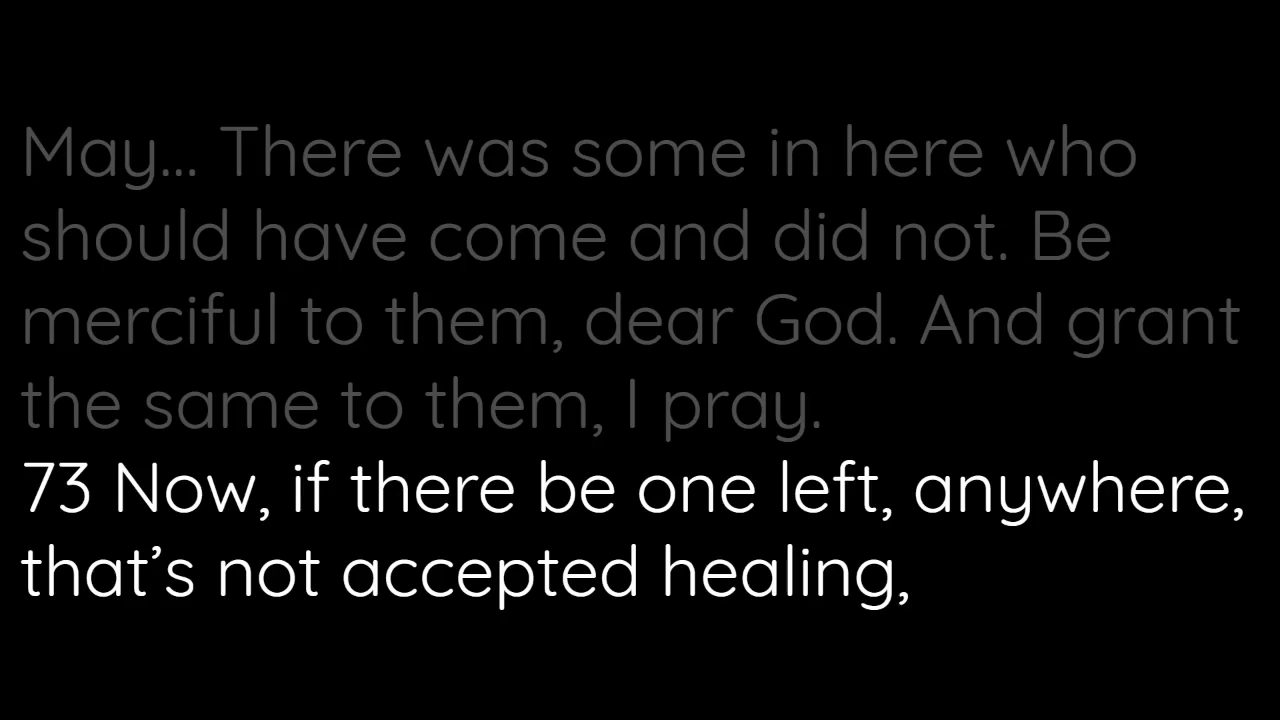 May... There was some in here who
should have come and did not. Be
merciful to them, dear God. And grant
the same to them, I pray.
73 Now, if there be one left, anywhere,
that’s not accepted healing,